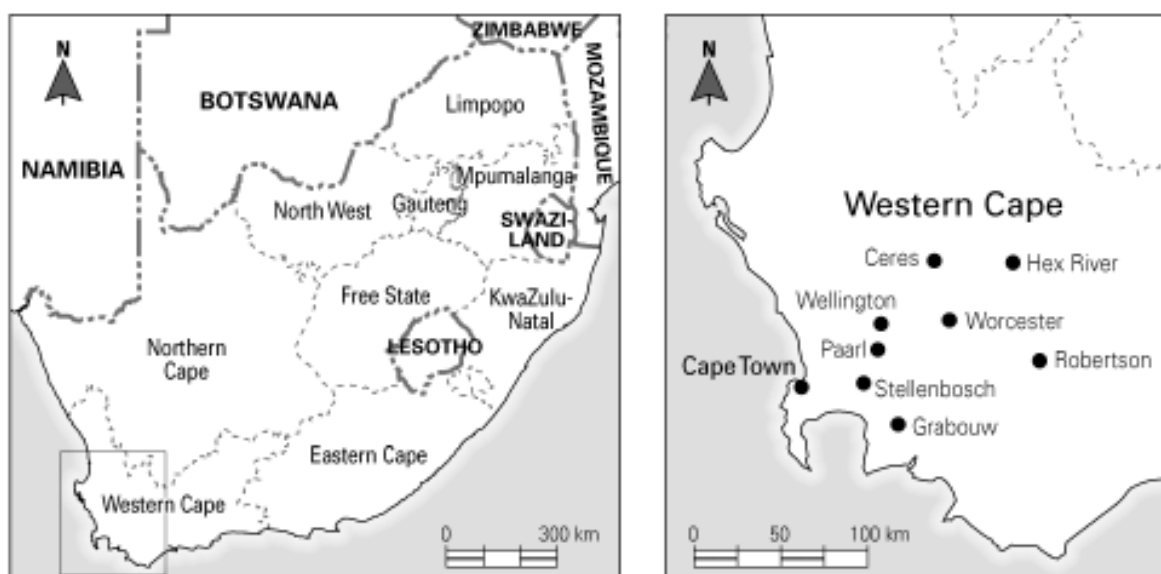 N
ZIMBABWE
MOZAMBIQUE
BOTSWANA
Limpopo
NAMIBIA
Mpumalanga
North West
Gauteng
SWAZI-
LAND
Free State
KwaZulu-
Natal
LESOTHO
Northern
Cape
Eastern Cape
Western Cape
0 300 km
N
Western Cape
Ceres
Hex River
Wellington
Worcester
Paarl
Robertson
Cape Town
Stellenbosch
Grabouw
0 50 100 km